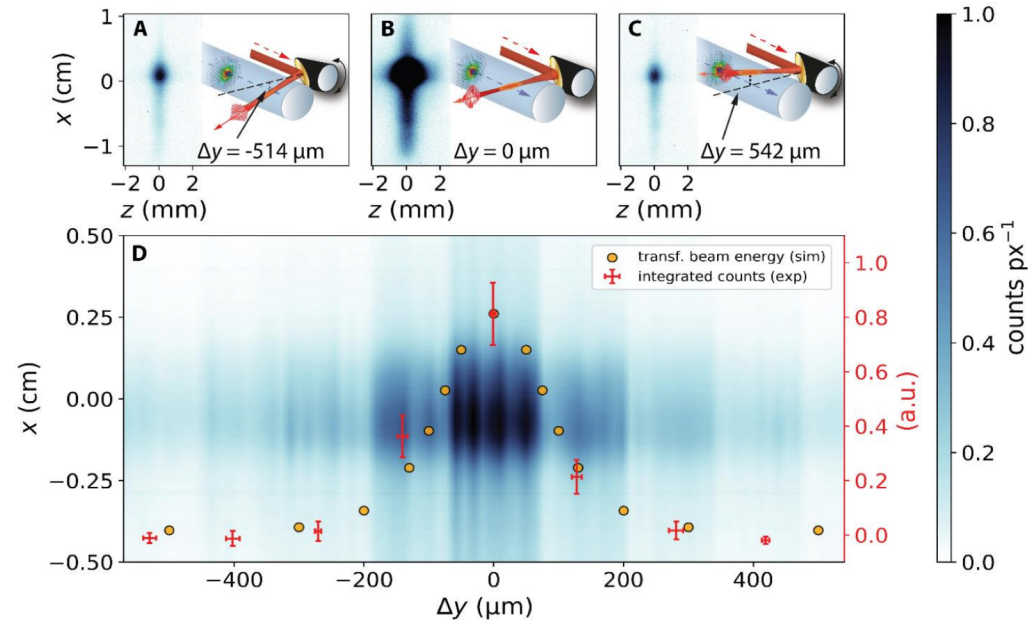 A
B
C
1
0
−1
x (cm)
Δy = -514 μm
Δy = 0 μm
Δy = 542 μm
−2 0 2
−2 0 2
−2 0 2
z (mm)
z (mm)
z (mm)
D
0.50
0.25
0.00
−0.25
−0.50
x (cm)
transf. beam energy (sim)
integrated counts (exp)
1.0
0.8
0.6
0.4
0.2
0.0
(a.u.)
−400 −200 0 200 400
Δy (μm)
1.0
0.8
0.6
0.4
0.2
0.0
counts px⁻¹